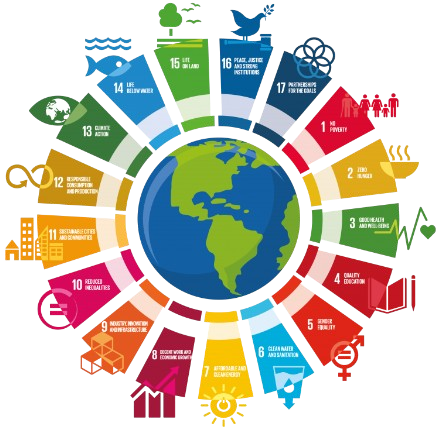 1 NO
POVERTY
2 ZERO
HUNGER
3 GOOD HEALTH
AND WELL-BEING
4 QUALITY
EDUCATION
5 GENDER
EQUALITY
6 CLEAN WATER
AND SANITATION
7 AFFORDABLE AND
CLEAN ENERGY
8 DECENT WORK AND
ECONOMIC GROWTH
9 INDUSTRY, INNOVATION
AND INFRASTRUCTURE
10 REDUCED
INEQUALITIES
11 SUSTAINABLE CITIES
AND COMMUNITIES
12 RESPONSIBLE
CONSUMPTION
AND PRODUCTION
13 CLIMATE
ACTION
14 LIFE
BELOW WATER
15 LIFE
ON LAND
16 PEACE, JUSTICE
AND STRONG
INSTITUTIONS
17 PARTNERSHIPS
FOR THE GOALS